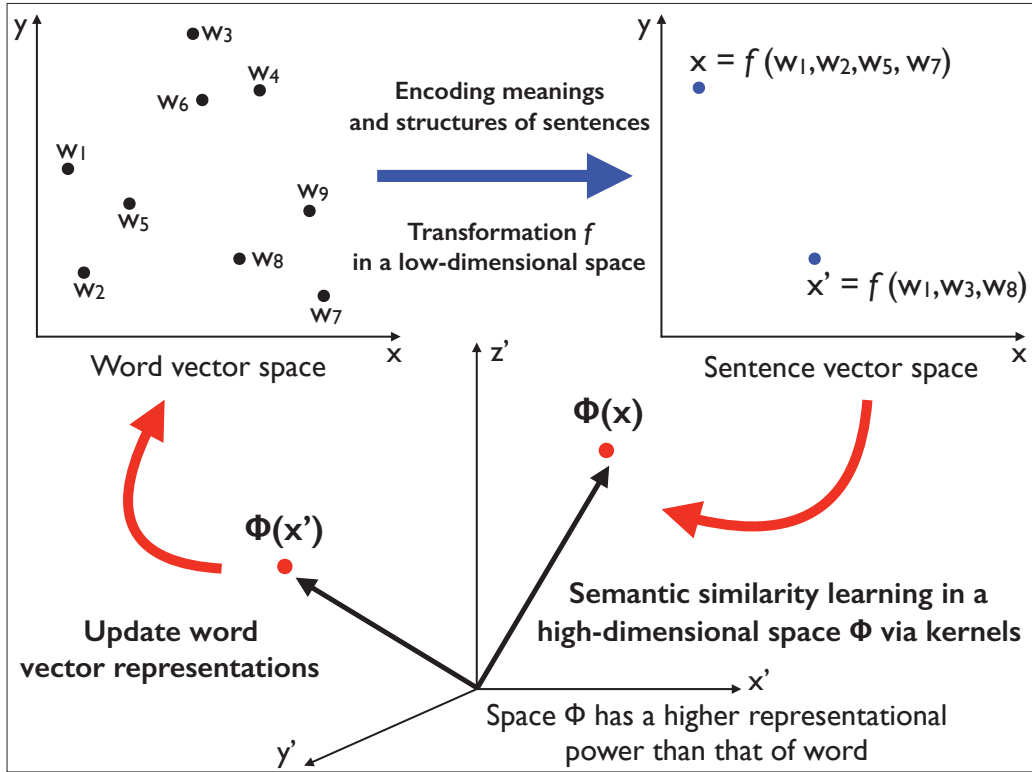 y
w3
w4
w6
w1
w5
w9
w8
w2
w7
x
Word vector space
Encoding meanings
and structures of sentences
Transformation f
in a low-dimensional space
y
x = f (w1,w2,w5, w7)
x' = f (w1,w3,w8)
x
Sentence vector space
z'
Φ(x)
Φ(x')
Update word
vector representations
Semantic similarity learning in a
high-dimensional space Φ via kernels
x'
y'
Space Φ has a higher representational
power than that of word